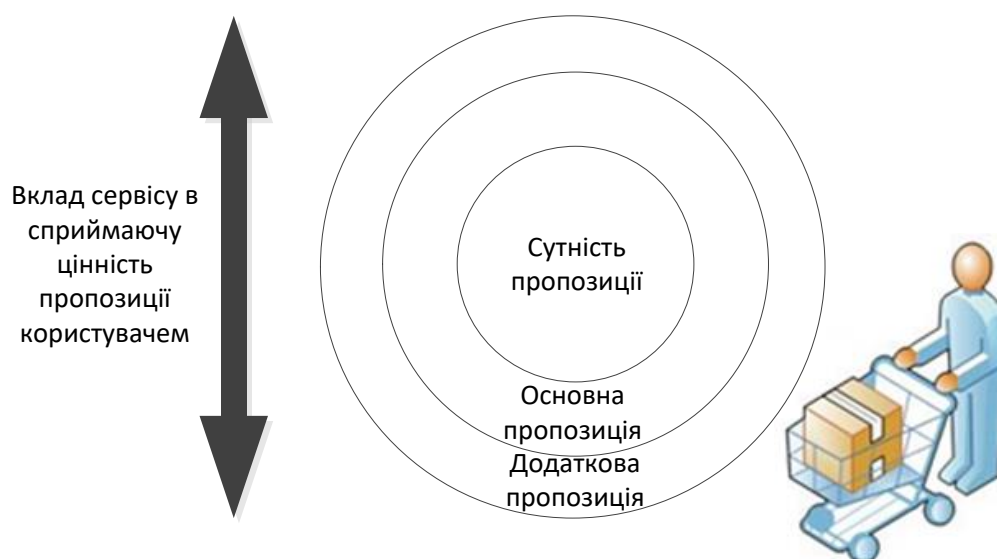 Вклад сервісу в
сприймаючу
цінність
пропозиції
користувачем
Сутність
пропозиції
Основна
пропозиція
Додаткова
пропозиція